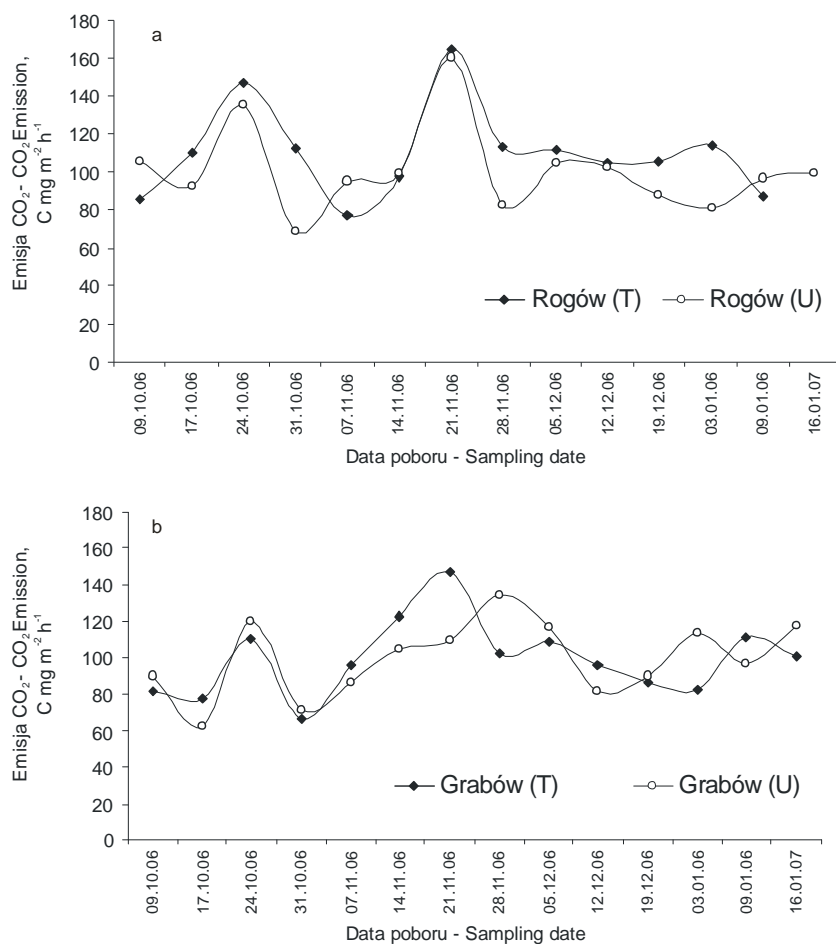 a
Emisja CO₂- CO₂ Emission,
C mg m⁻² h⁻¹
180
160
140
120
100
80
60
40
20
0
Rogów (T) Rogów (U)
09.10.06 17.10.06 24.10.06 31.10.06 07.11.06 14.11.06 21.11.06 28.11.06 05.12.06 12.12.06 19.12.06 03.01.06 09.01.06 16.01.07
Data poboru - Sampling date
b
Emisja CO₂- CO₂ Emission,
C mg m⁻² h⁻¹
180
160
140
120
100
80
60
40
20
0
Grabów (T) Grabów (U)
09.10.06 17.10.06 24.10.06 31.10.06 07.11.06 14.11.06 21.11.06 28.11.06 05.12.06 12.12.06 19.12.06 03.01.06 09.01.06 16.01.07
Data poboru - Sampling date